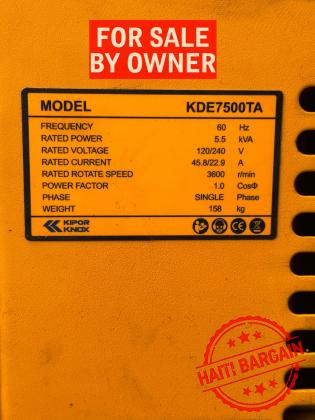 FOR SALE
BY OWNER
MODEL KDE7500TA
FREQUENCY 60 Hz
RATED POWER 5.5 kVA
RATED VOLTAGE 120/240 V
RATED CURRENT 45.8/22.9 A
RATED ROTATE SPEED 3600 r/min
POWER FACTOR 1.0 CosΦ
PHASE SINGLE Phase
WEIGHT 158 kg
KIPOR
KNOX
CE
HAITI BARGAIN